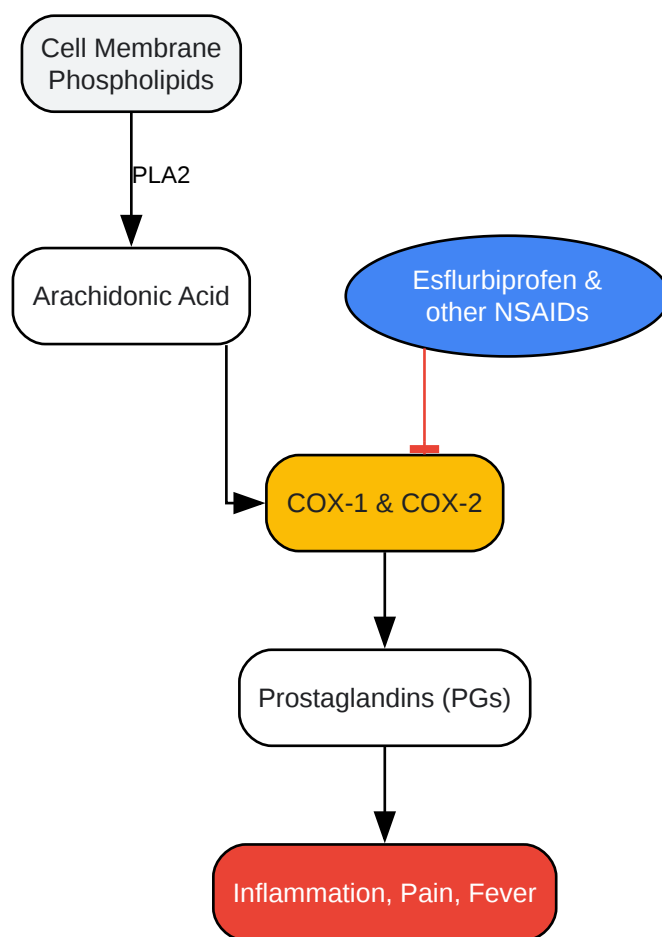 Cell Membrane
Phospholipids
PLA2
Arachidonic Acid
Esflurbiprofen &
other NSAIDs
COX-1 & COX-2
Prostaglandins (PGs)
Inflammation, Pain, Fever